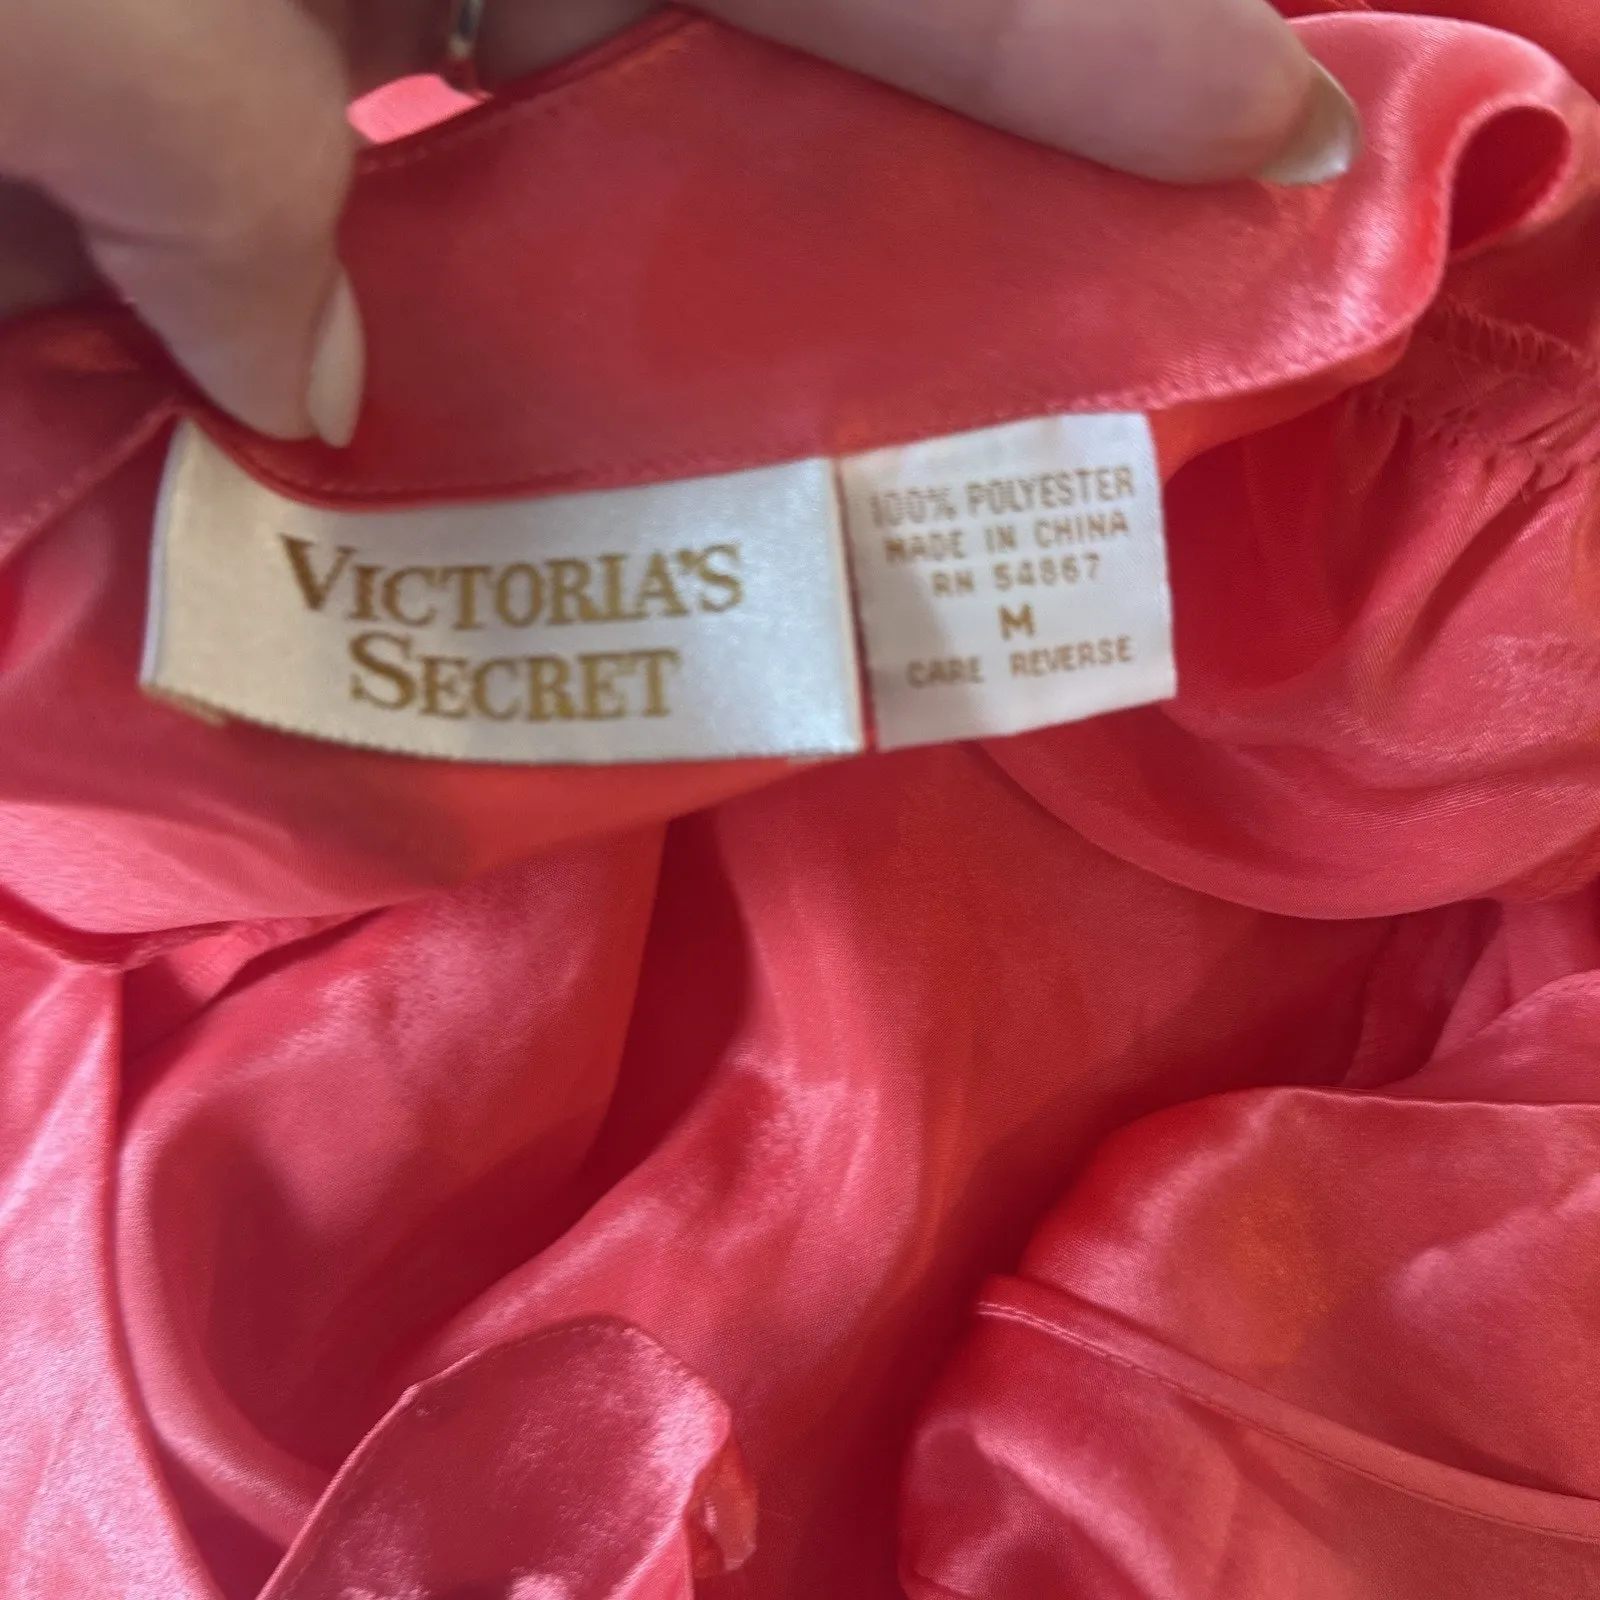 VICTORIA'S
SECRET
100% POLYESTER
MADE IN CHINA
RN 54867
M
CARE REVERSE